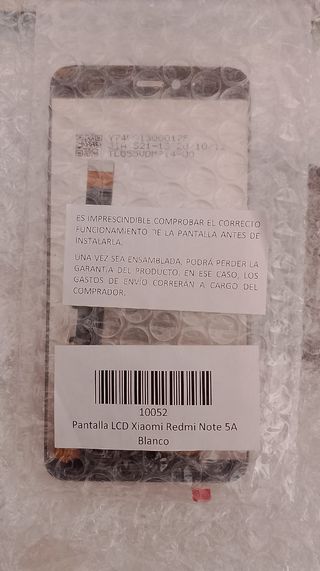 ES IMPRESCINDIBLE COMPROBAR EL CORRECTO
FUNCIONAMIENTO DE LA PANTALLA ANTES DE
INSTALARLA.
UNA VEZ SEA ENSAMBLADA, PODRÁ PERDER LA
GARANTIA DEL PRODUCTO. EN ESE CASO, LOS
GASTOS DE ENVÍO CORRERÁN A CARGO DEL
COMPRADOR.
10052
Pantalla LCD Xiaomi Redmi Note 5A
Blanco